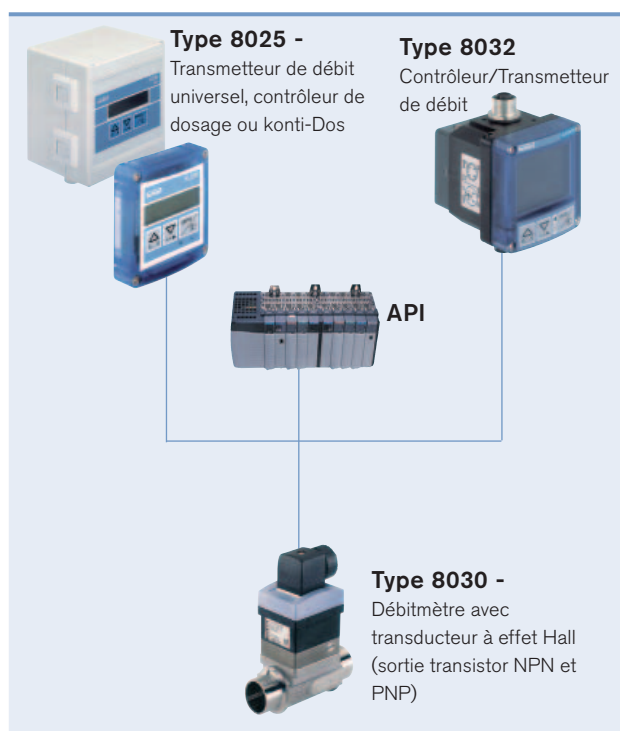 Type 8025 -
Transmetteur de débit
universel, contrôleur de
dosage ou konti-Dos
Type 8032
Contrôleur/Transmetteur
de débit
API
Type 8030 -
Débitmètre avec
transducteur à effet Hall
(sortie transistor NPN et
PNP)